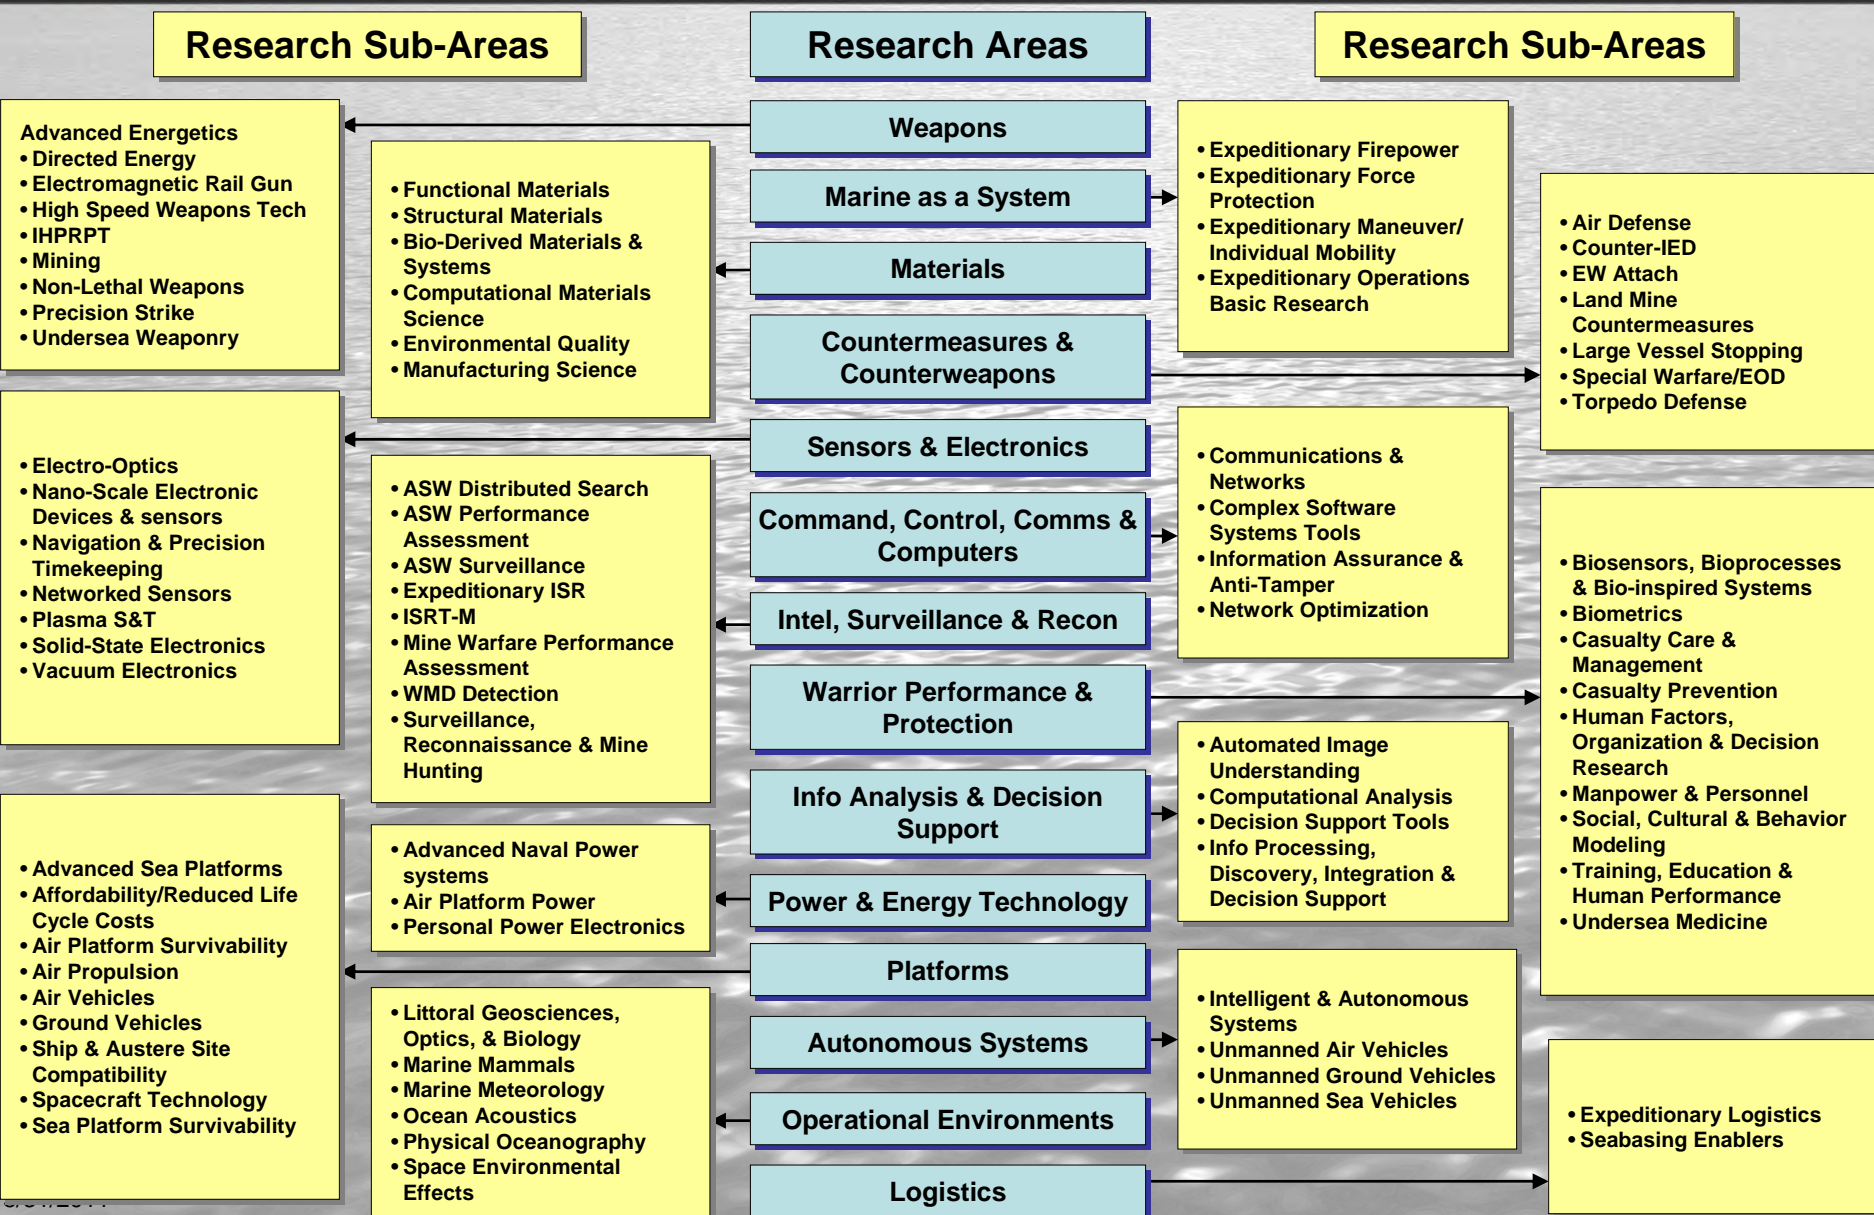 Research Sub-Areas
Research Areas
Research Sub-Areas
Advanced Energetics
• Directed Energy
• Electromagnetic Rail Gun
• High Speed Weapons Tech
• IHPRPT
• Mining
• Non-Lethal Weapons
• Precision Strike
• Undersea Weaponry
• Electro-Optics
• Nano-Scale Electronic
Devices & sensors
• Navigation & Precision
Timekeeping
• Networked Sensors
• Plasma S&T
• Solid-State Electronics
• Vacuum Electronics
• Advanced Sea Platforms
• Affordability/Reduced Life
Cycle Costs
• Air Platform Survivability
• Air Propulsion
• Air Vehicles
• Ground Vehicles
• Ship & Austere Site
Compatibility
• Spacecraft Technology
• Sea Platform Survivability
• Functional Materials
• Structural Materials
• Bio-Derived Materials &
Systems
• Computational Materials
Science
• Environmental Quality
• Manufacturing Science
• ASW Distributed Search
• ASW Performance
Assessment
• ASW Surveillance
• Expeditionary ISR
• ISRT-M
• Mine Warfare Performance
Assessment
• WMD Detection
• Surveillance,
Reconnaissance & Mine
Hunting
• Advanced Naval Power
systems
• Air Platform Power
• Personal Power Electronics
• Littoral Geosciences,
Optics, & Biology
• Marine Mammals
• Marine Meteorology
• Ocean Acoustics
• Physical Oceanography
• Space Environmental
Effects
Weapons
Marine as a System
Materials
Countermeasures &
Counterweapons
Sensors & Electronics
Command, Control, Comms &
Computers
Intel, Surveillance & Recon
Warrior Performance &
Protection
Info Analysis & Decision
Support
Power & Energy Technology
Platforms
Autonomous Systems
Operational Environments
Logistics
• Expeditionary Firepower
• Expeditionary Force
Protection
• Expeditionary Maneuver/
Individual Mobility
• Expeditionary Operations
Basic Research
• Communications &
Networks
• Complex Software
Systems Tools
• Information Assurance &
Anti-Tamper
• Network Optimization
• Automated Image
Understanding
• Computational Analysis
• Decision Support Tools
• Info Processing,
Discovery, Integration &
Decision Support
• Intelligent & Autonomous
Systems
• Unmanned Air Vehicles
• Unmanned Ground Vehicles
• Unmanned Sea Vehicles
• Air Defense
• Counter-IED
• EW Attach
• Land Mine
Countermeasures
• Large Vessel Stopping
• Special Warfare/EOD
• Torpedo Defense
• Biosensors, Bioprocesses
& Bio-inspired Systems
• Biometrics
• Casualty Care &
Management
• Casualty Prevention
• Human Factors,
Organization & Decision
Research
• Manpower & Personnel
• Social, Cultural & Behavior
Modeling
• Training, Education &
Human Performance
• Undersea Medicine
• Expeditionary Logistics
• Seabasing Enablers